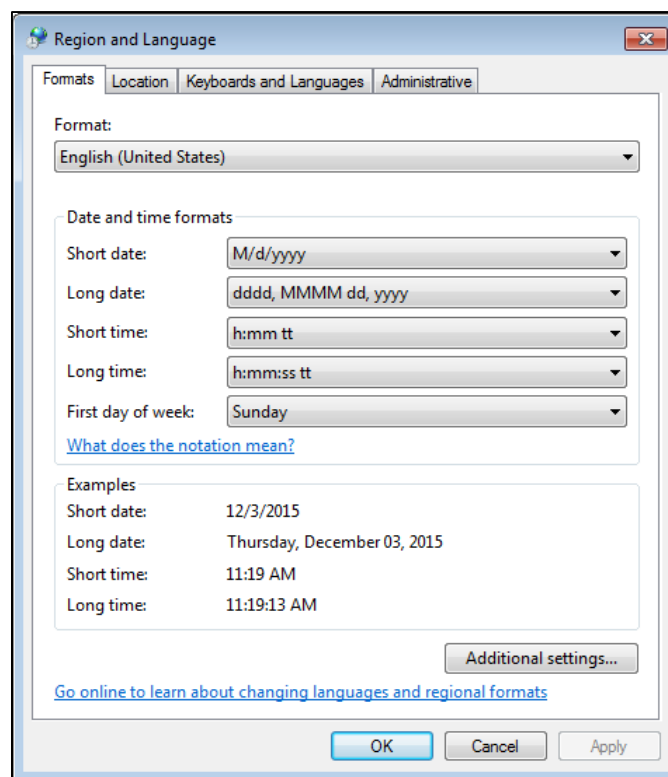 Region and Language
Formats Location Keyboards and Languages Administrative
Format:
English (United States)
Date and time formats
Short date: M/d/yyyy
Long date: dddd, MMMM dd, yyyy
Short time: h:mm tt
Long time: h:mm:ss tt
First day of week: Sunday
What does the notation mean?
Examples
Short date: 12/3/2015
Long date: Thursday, December 03, 2015
Short time: 11:19 AM
Long time: 11:19:13 AM
Additional settings...
Go online to learn about changing languages and regional formats
OK Cancel Apply